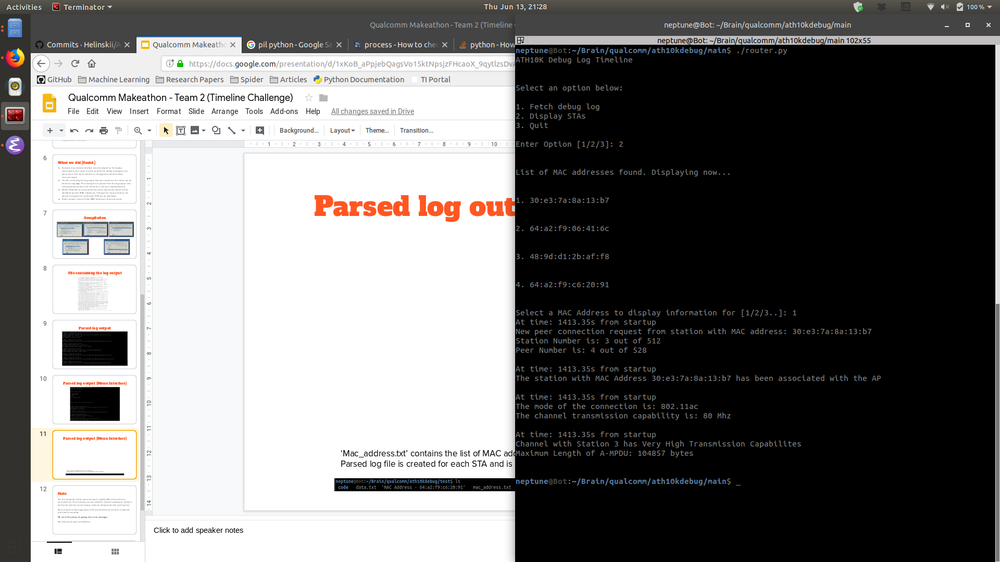 Activities
Terminator
Thu Jun 13, 21:28
100 %
Qualcomm Makeathon - Team 2 (Timeline
Commits · Helinskii/A
Qualcomm Makeatho
pil python - Google Se
process - How to chec
python - How
https://docs.google.com/presentation/d/1xKoB_aPpjebQagsVo15ktNpsjzFHcaoX_9qytlzsDvA
GitHub
Machine Learning
Research Papers
Spider
Articles
Python Documentation
TI Portal
Qualcomm Makeathon - Team 2 (Timeline Challenge)
File Edit View Insert Format Slide Arrange Tools Add-ons Help
All changes saved in Drive
Background...
Layout
Theme...
Transition...
1 2 3 4 5 6 7 8 9 10
1
2
3
4
5
6
7
8
9
10
11
12
13
14
6
What we did [Contd.]
7
Compilation
8
File containing the log output
9
Parsed log output
10
Parsed log output (Menu Interface)
11
Parsed log output (Menu Interface)
12
Note
Parsed log out
‘Mac_address.txt’ contains the list of MAC add
Parsed log file is created for each STA and is
neptune@Bot:~/Brain/qualcomm/ath10kdebug/test$ ls
code data.txt 'MAC Address - 64:a2:f9:c6:20:91' mac_address.txt
Click to add speaker notes
neptune@Bot: ~/Brain/qualcomm/ath10kdebug/main
neptune@Bot: ~/Brain/qualcomm/ath10kdebug/main 102x55
neptune@Bot:~/Brain/qualcomm/ath10kdebug/main$ ./router.py
ATH10K Debug Log Timeline
Select an option below:
1. Fetch debug log
2. Display STAs
3. Quit
Enter Option [1/2/3]: 2
List of MAC addresses found. Displaying now...
1. 30:e3:7a:8a:13:b7
2. 64:a2:f9:06:41:6c
3. 48:9d:d1:2b:af:f8
4. 64:a2:f9:c6:20:91
Select a MAC Address to display information for [1/2/3..]: 1
At time: 1413.35s from startup
New peer connection request from station with MAC address: 30:e3:7a:8a:13:b7
Station Number is: 3 out of 512
Peer Number is: 4 out of 528
At time: 1413.35s from startup
The station with MAC Address 30:e3:7a:8a:13:b7 has been associated with the AP
At time: 1413.35s from startup
The mode of the connection is: 802.11ac
The channel transmission capability is: 80 Mhz
At time: 1413.35s from startup
Channel with Station 3 has Very High Transmission Capabilites
Maximum Length of A-MPDU: 104857 bytes
neptune@Bot:~/Brain/qualcomm/ath10kdebug/main$ _